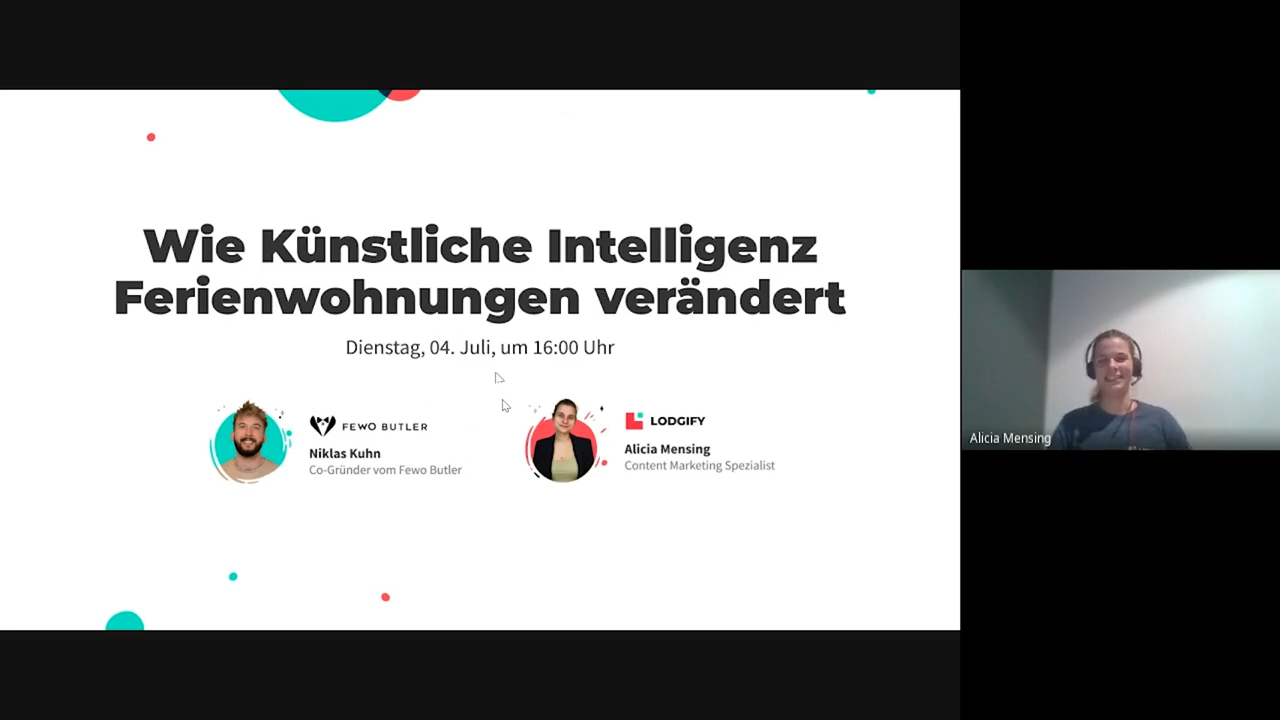 Wie Künstliche Intelligenz
Ferienwohnungen verändert
Dienstag, 04. Juli, um 16:00 Uhr
FEWO BUTLER
Niklas Kuhn
Co-Gründer vom Fewo Butler
LODGIFY
Alicia Mensing
Content Marketing Spezialist
Alicia Mensing